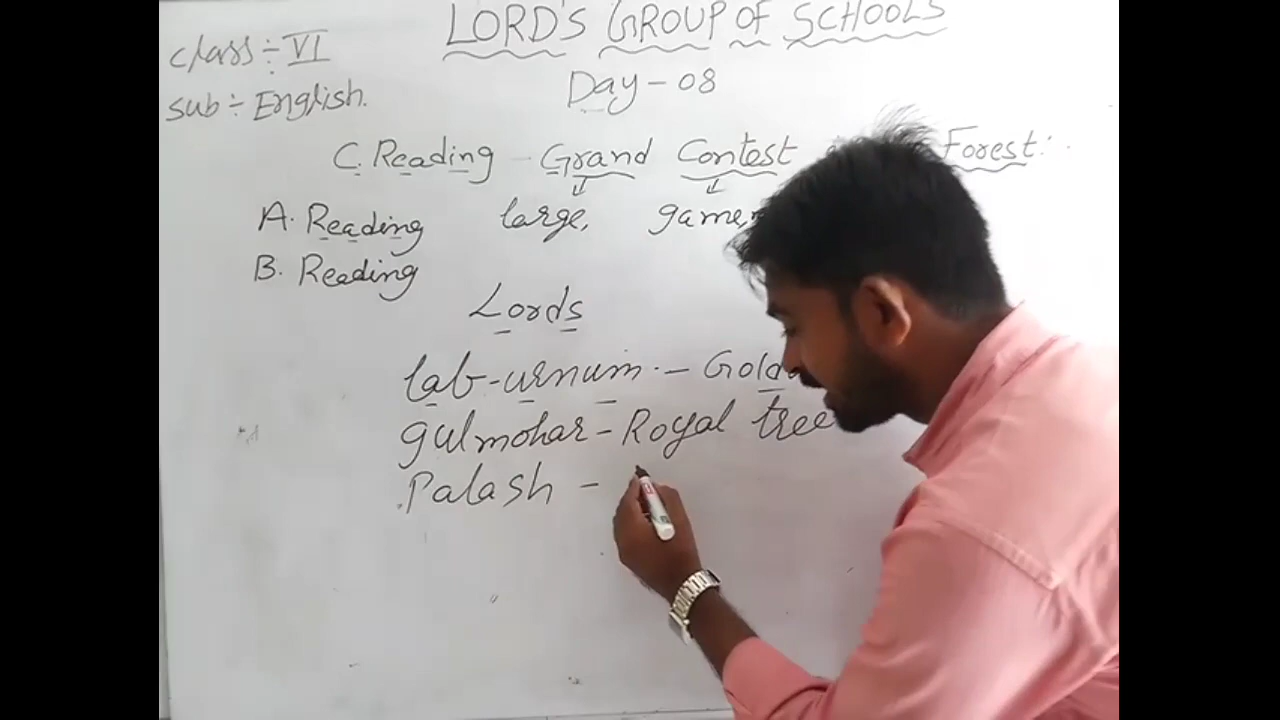 LORD'S GROUP OF SCHOOLS
Class :- VI
Day - 08
Sub :- English.
C. Reading - Grand Contest Forest:
large, game,
A. Reading
B. Reading
Lords
lab-urnum. -
gulmohar - Royal tree
Palash -